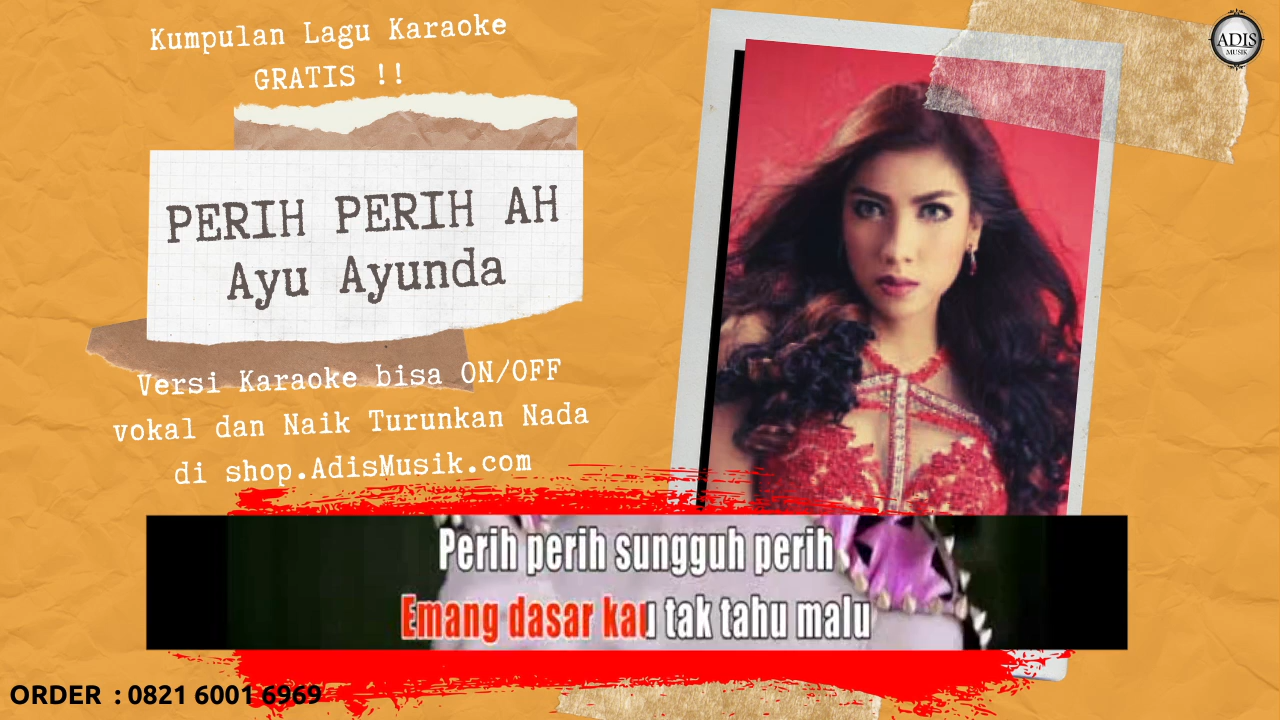 Kumpulan Lagu Karaoke
GRATIS !!
ADIS
MUSIK
PERIH PERIH AH
Ayu Ayunda
Versi Karaoke bisa ON/OFF
vokal dan Naik Turunkan Nada
di shop.AdisMusik.com
Perih perih sungguh perih
Emang dasar kau tak tahu malu
ORDER : 0821 6001 6969